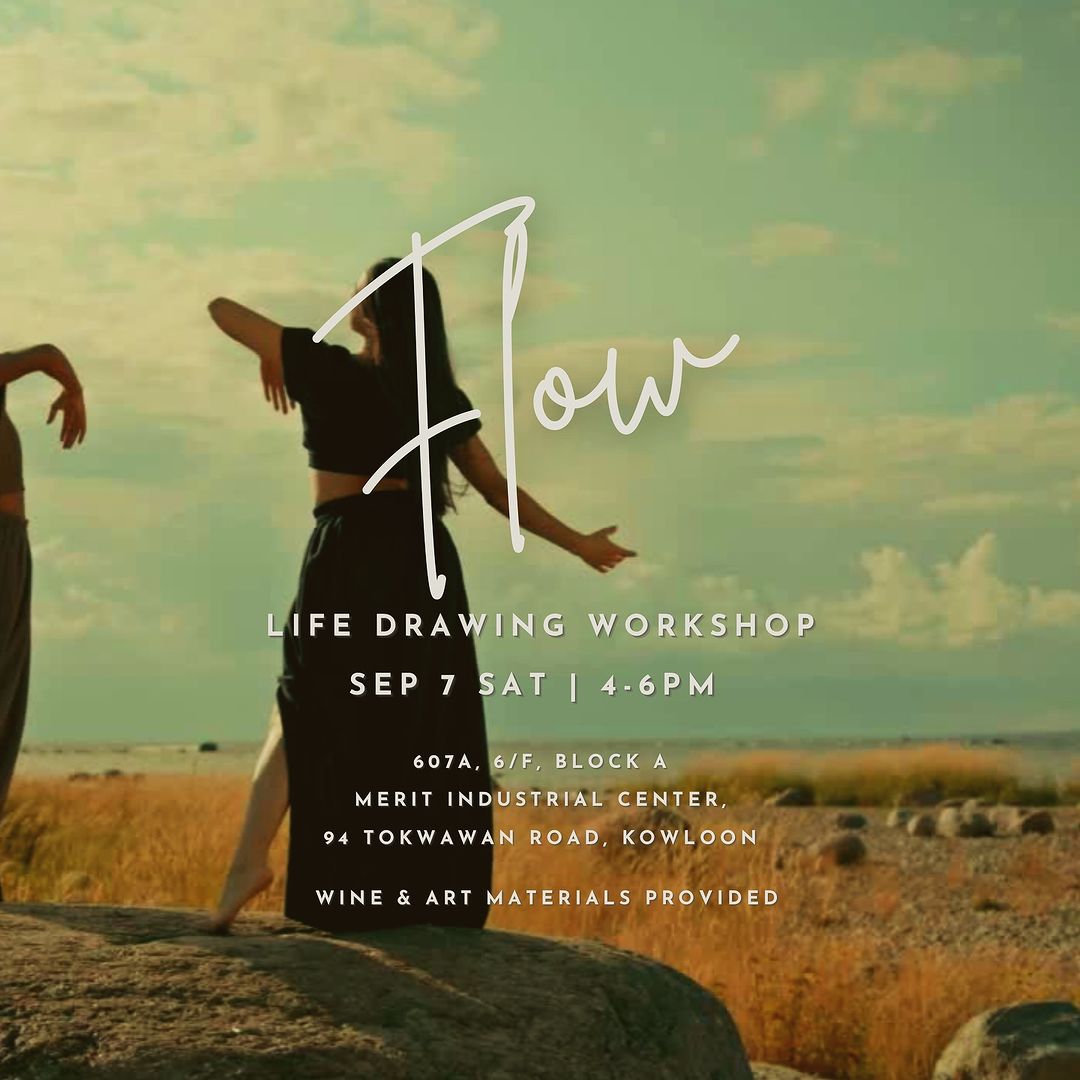 Flow
LIFE DRAWING WORKSHOP
SEP 7 SAT | 4-6PM
607A, 6/F, BLOCK A
MERIT INDUSTRIAL CENTER,
94 TOKWAWAN ROAD, KOWLOON
WINE & ART MATERIALS PROVIDED